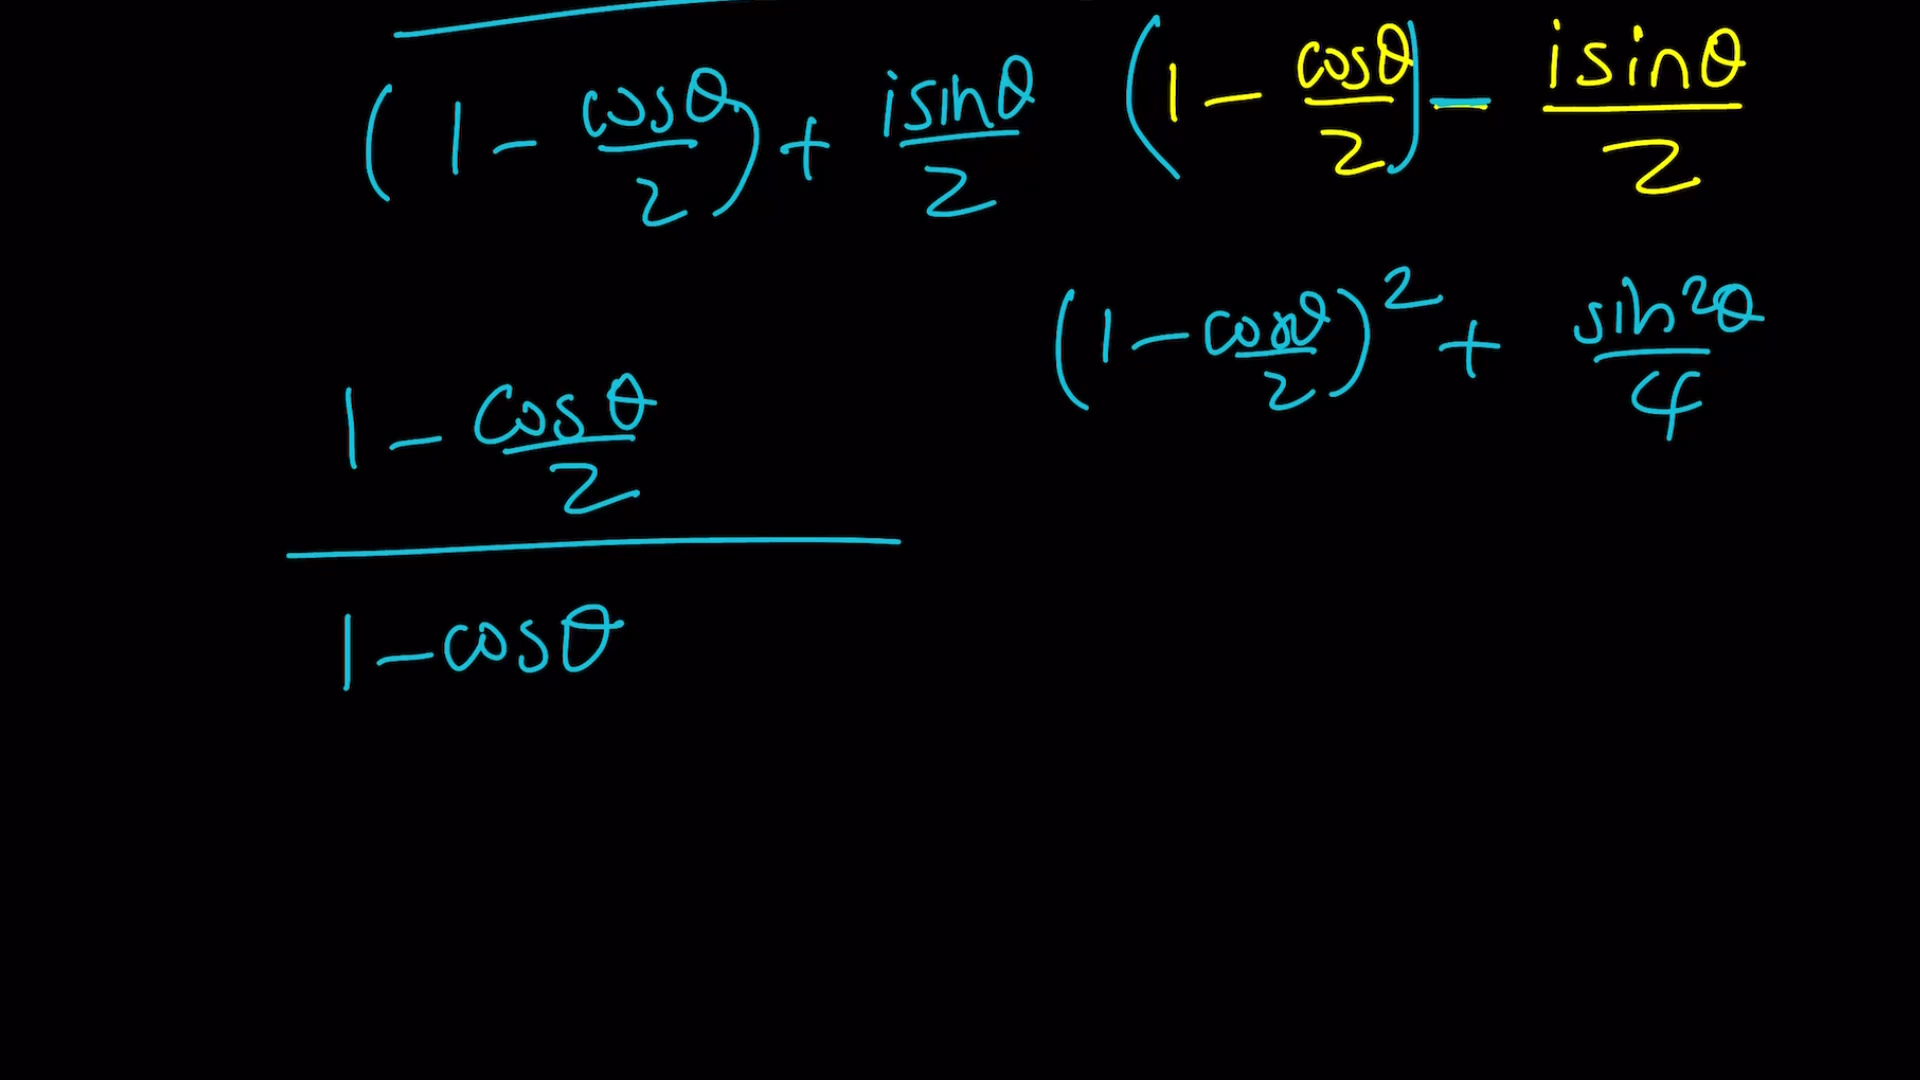 (1 - cosθ/2) + isinθ/2 (1 - cosθ/2) - isinθ/2
(1 - cosθ/2)² + sin²θ/4
1 - cosθ/2
1 - cosθ